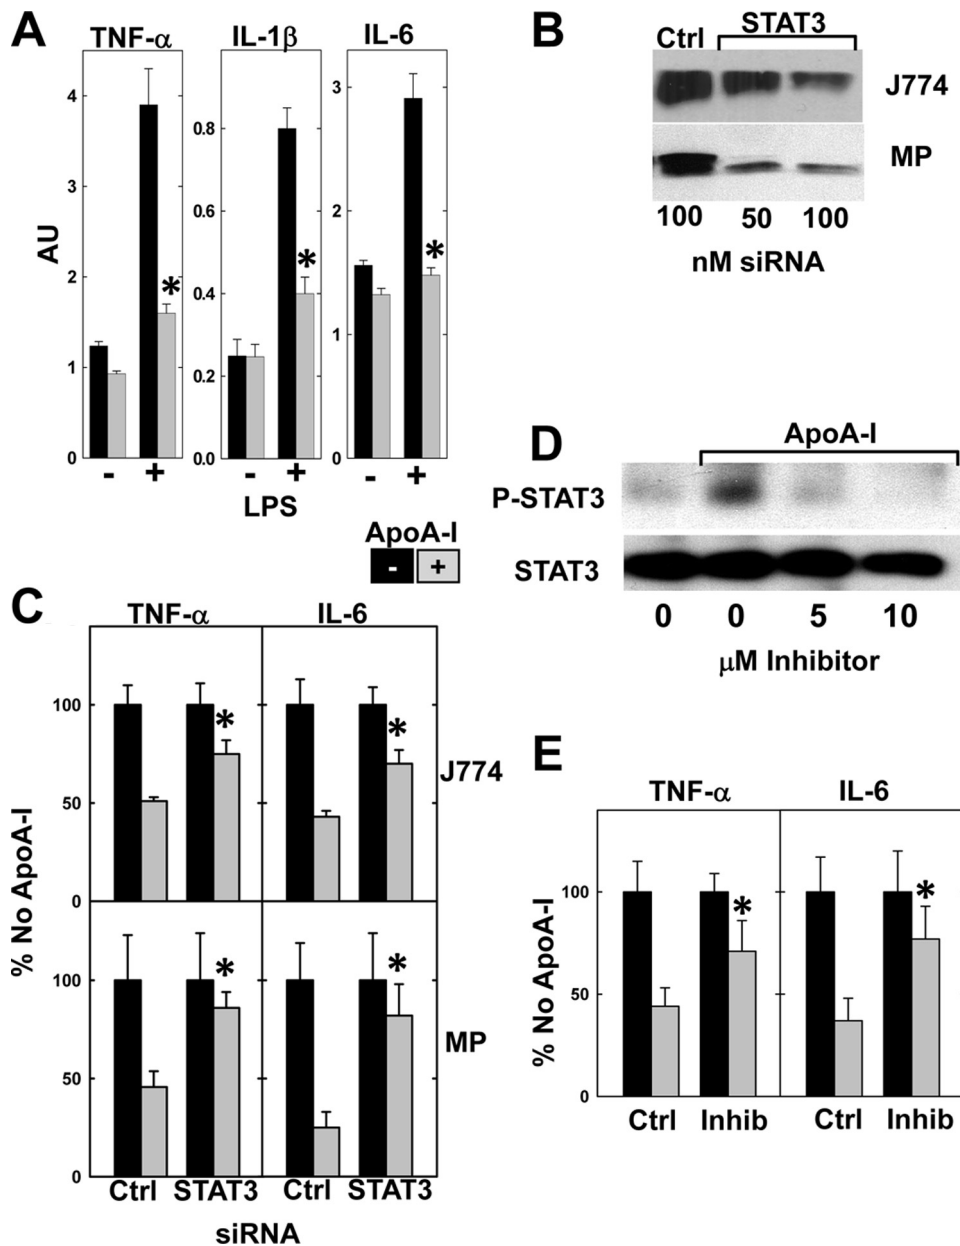 A
TNF-α IL-1β IL-6
4 0.8 3
3 0.6 2
AU
2 0.4
1 0.2 1
0 0.0 0
- + - + - +
LPS
ApoA-I
- +
* * *
B
Ctrl STAT3
J774
MP
100 50 100
nM siRNA
D
ApoA-I
P-STAT3
STAT3
0 0 5 10
μM Inhibitor
C
TNF-α IL-6
100
50
0
* *
J774
% No ApoA-I
100
50
0
* *
MP
Ctrl STAT3 Ctrl STAT3
siRNA
E
TNF-α IL-6
100
50
0
* *
% No ApoA-I
Ctrl Inhib Ctrl Inhib